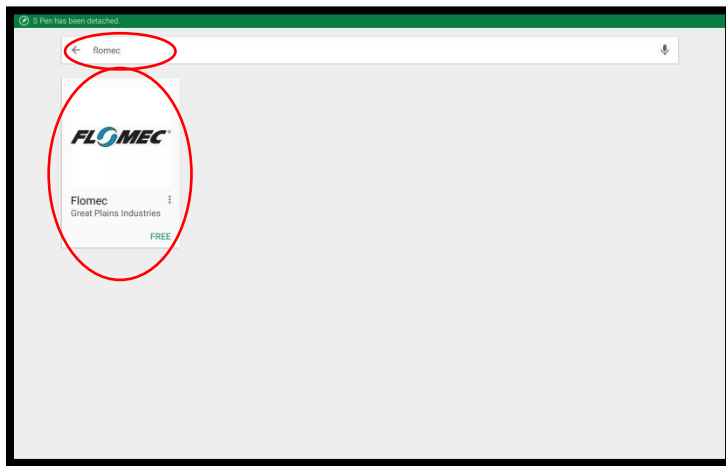 S Pen has been detached.
flomec
FLOMEC®
Flomec
Great Plains Industries
FREE